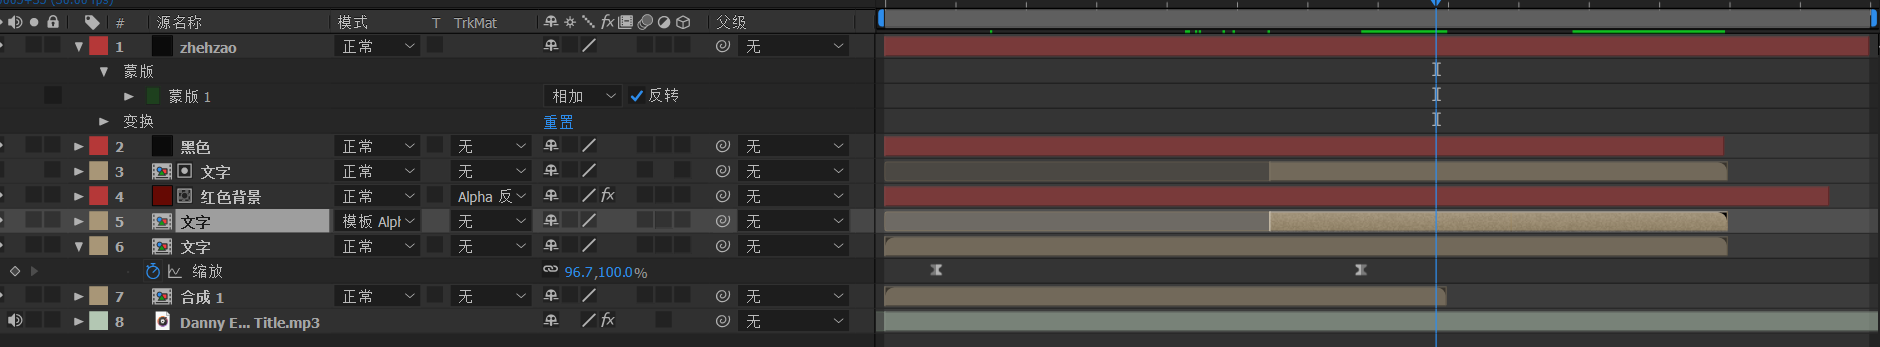 # 源名称 模式 T TrkMat fx 父级
1 zhehzao 正常 无
蒙版
蒙版 1 相加 反转
变换 重置
2 黑色 正常 无 无
3 文字 正常 无 无
4 红色背景 正常 Alpha 反 fx 无
5 文字 模板 Alph 无 无
6 文字 正常 无 无
缩放 96.7,100.0%
7 合成 1 正常 无 无
8 Danny E... Title.mp3 fx 无